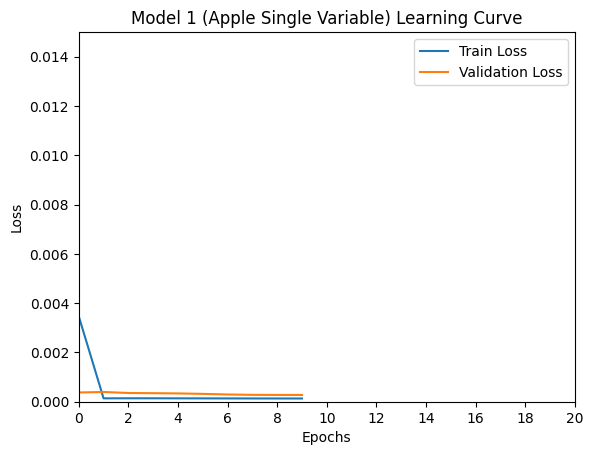 Model 1 (Apple Single Variable) Learning Curve
Train Loss
Validation Loss
0.014
0.012
0.010
0.008
0.006
0.004
0.002
0.000
Loss
0 2 4 6 8 10 12 14 16 18 20
Epochs